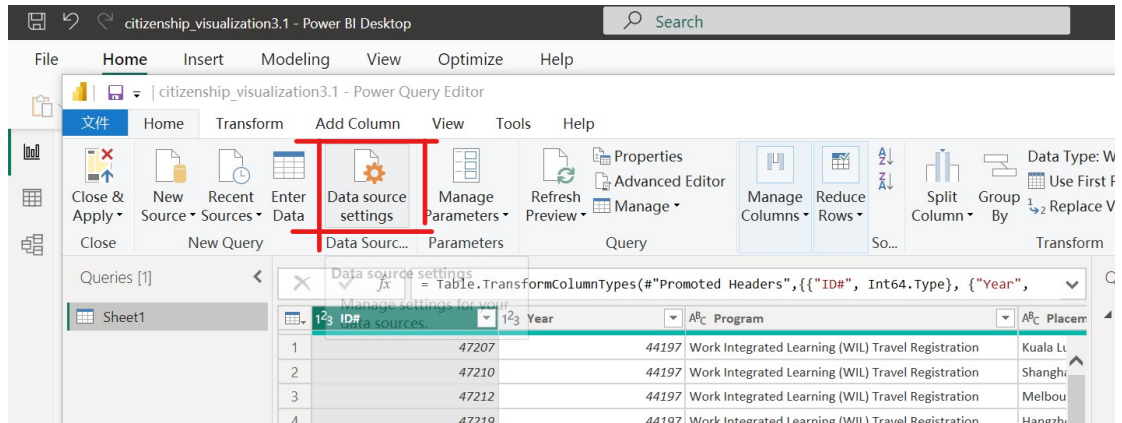 citizenship_visualization3.1 - Power BI Desktop
Search
File Home Insert Modeling View Optimize Help
| citizenship_visualization3.1 - Power Query Editor
文件 Home Transform Add Column View Tools Help
Close & Apply
New Source
Recent Sources
Enter Data
Data source settings
Manage Parameters
Refresh Preview
Properties
Advanced Editor
Manage
Manage Columns
Reduce Rows
Split Column
Group By
Data Type: W
Use First F
Replace V
Close New Query Data Sourc... Parameters Query So... Transform
Queries [1]
Sheet1
Data source settings
Manage settings for your data sources.
fx = Table.TransformColumnTypes(#"Promoted Headers",{{"ID#", Int64.Type}, {"Year",
ID# Year Program Placem
1 47207 44197 Work Integrated Learning (WIL) Travel Registration Kuala Lu
2 47210 44197 Work Integrated Learning (WIL) Travel Registration Shangha
3 47212 44197 Work Integrated Learning (WIL) Travel Registration Melbou
4 47219 44197 Work Integrated Learning (WIL) Travel Registration Hangzh